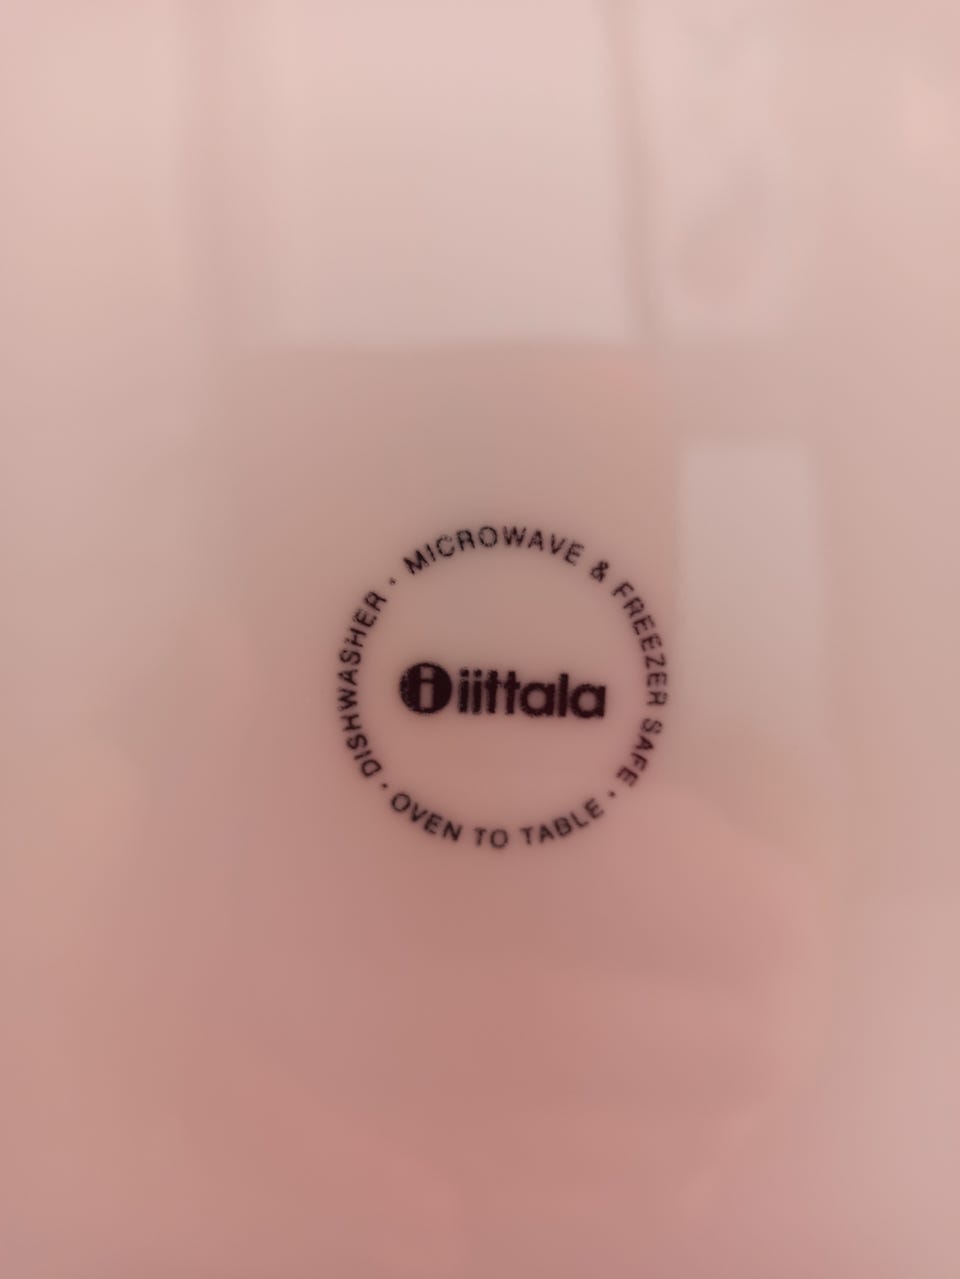 DISHWASHER · MICROWAVE & FREEZER SAFE · OVEN TO TABLE ·
i iittala